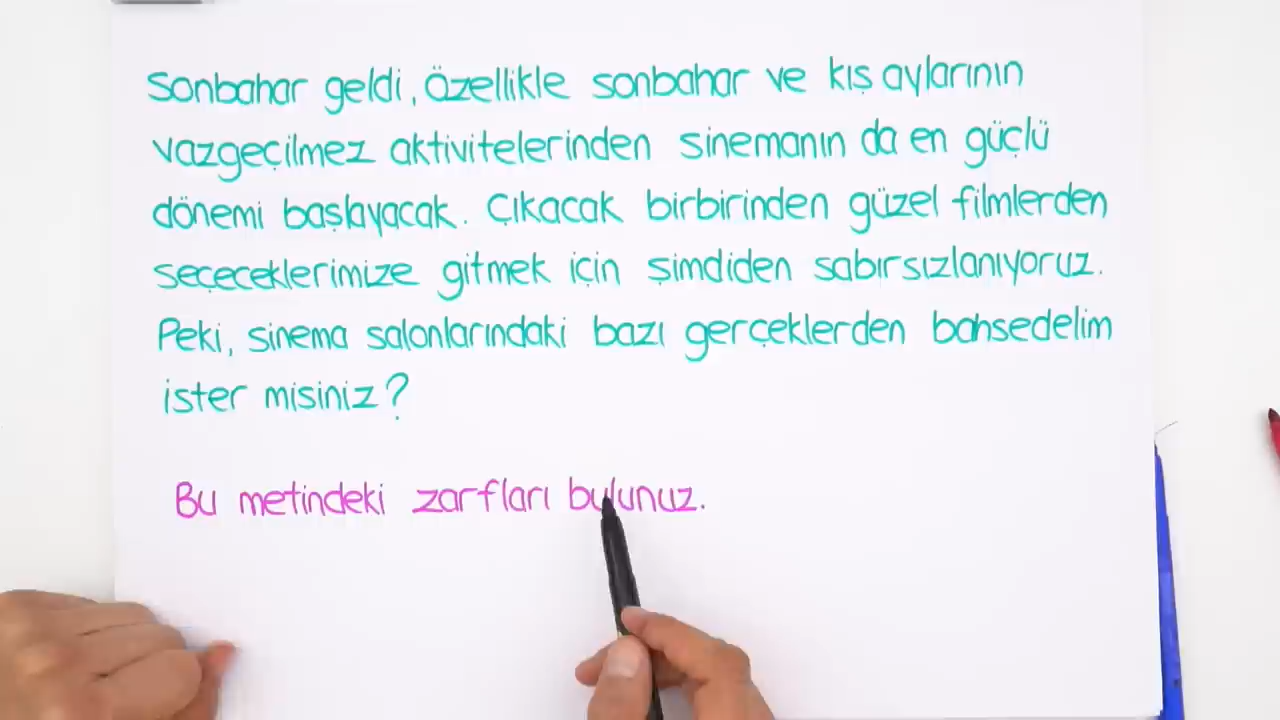 Sonbahar geldi, özellikle sonbahar ve kış aylarının
vazgeçilmez aktivitelerinden sinemanın da en güçlü
dönemi başlayacak. Çıkacak birbirinden güzel filmlerden
seçeceklerimize gitmek için şimdiden sabırsızlanıyoruz.
Peki, sinema salonlarındaki bazı gerçeklerden bahsedelim
ister misiniz?
Bu metindeki zarfları bulunuz.